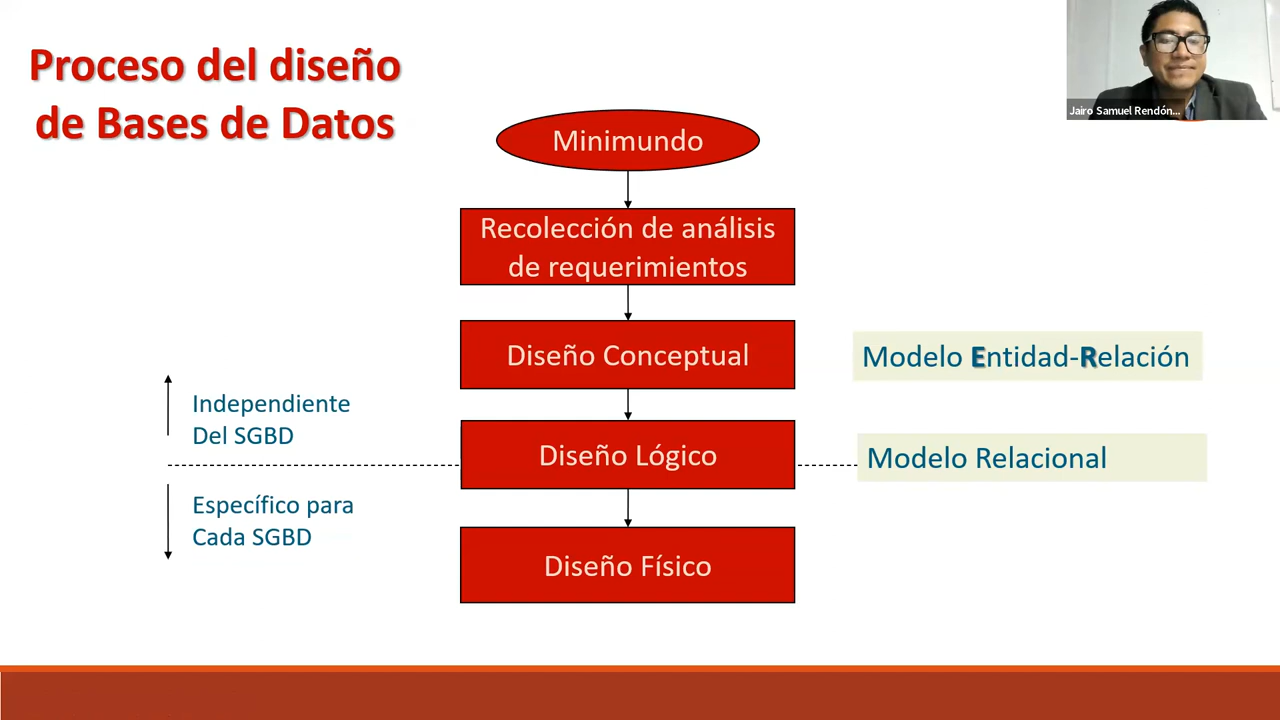 Proceso del diseño
de Bases de Datos
Jairo Samuel Rendón...
Minimundo
Recolección de análisis
de requerimientos
Diseño Conceptual
Modelo Entidad-Relación
Independiente
Del SGBD
Diseño Lógico
Modelo Relacional
Específico para
Cada SGBD
Diseño Físico